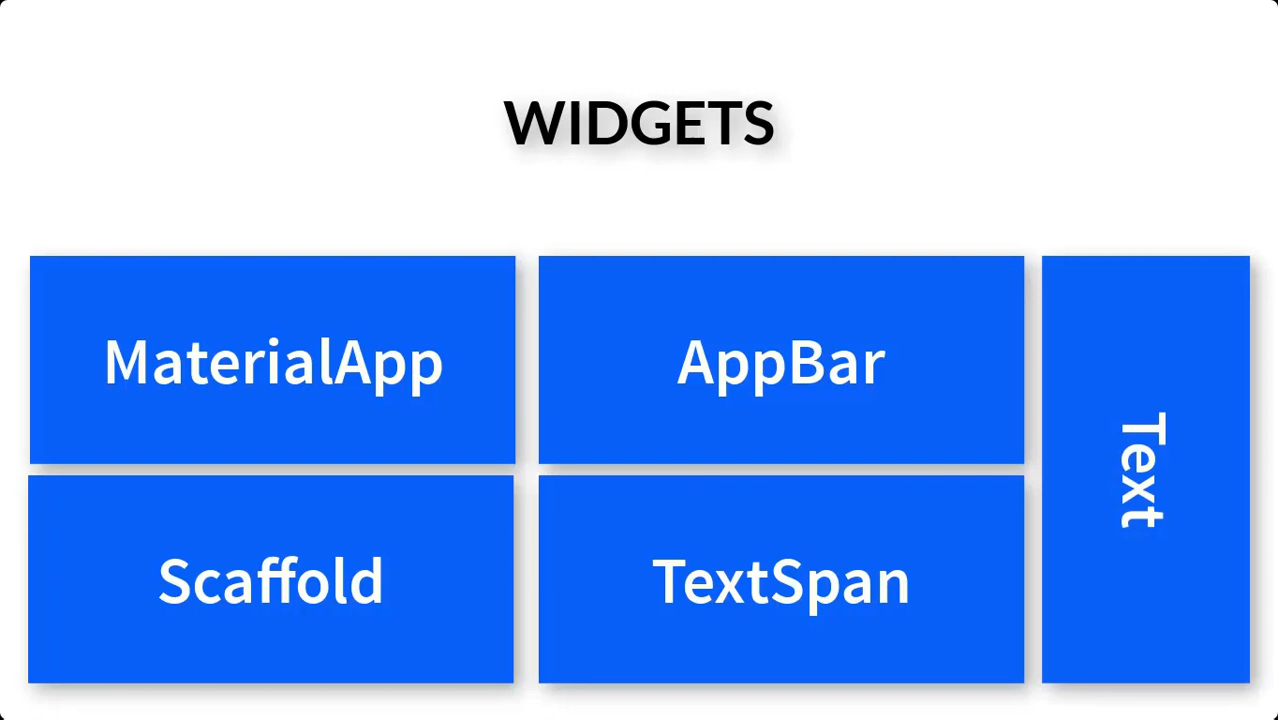 WIDGETS
MaterialApp
AppBar
Text
Scaffold
TextSpan